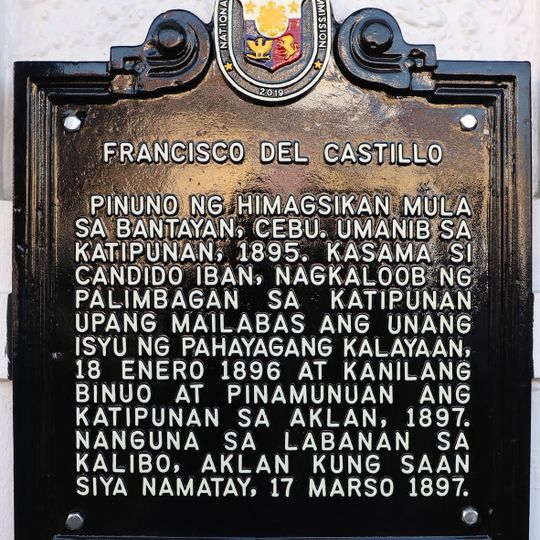 NATIONAL
MMISSION
2019
FRANCISCO DEL CASTILLO
PINUNO NG HIMAGSIKAN MULA
SA BANTAYAN, CEBU. UMANIB SA
KATIPUNAN, 1895. KASAMA SI
CANDIDO IBAN, NAGKALOOB NG
PALIMBAGAN SA KATIPUNAN
UPANG MAILABAS ANG UNANG
ISYU NG PAHAYAGANG KALAYAAN,
18 ENERO 1896 AT KANILANG
BINUO AT PINAMUNUAN ANG
KATIPUNAN SA AKLAN, 1897.
NANGUNA SA LABANAN SA
KALIBO, AKLAN KUNG SAAN
SIYA NAMATAY, 17 MARSO 1897.